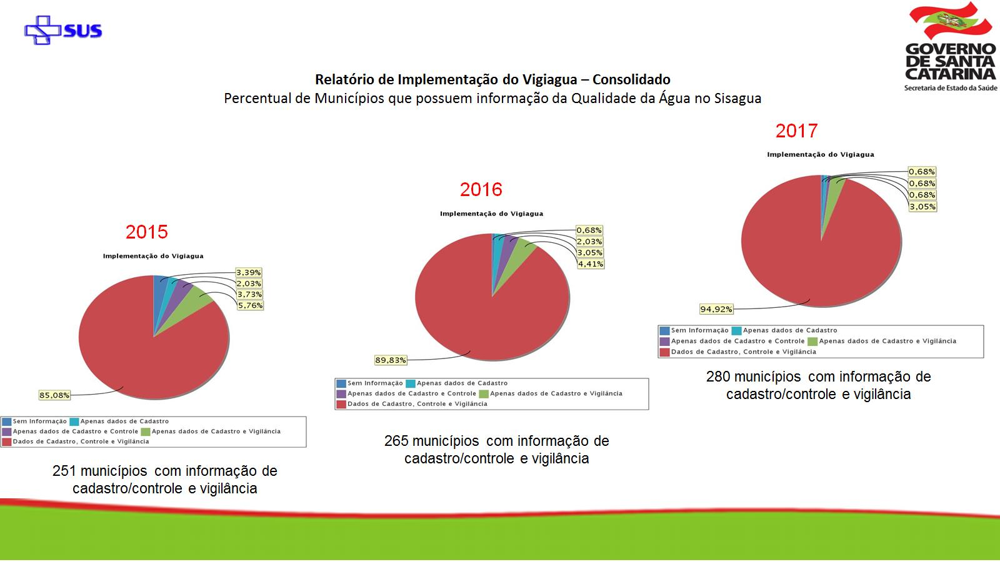 SUS
GOVERNO
DE SANTA
CATARINA
Secretaria de Estado da Saúde
Relatório de Implementação do Vigiagua – Consolidado
Percentual de Municípios que possuem informação da Qualidade da Água no Sisagua
2015
Implementação do Vigiagua
3,39%
2,03%
3,73%
5,76%
85,08%
Sem Informação Apenas dados de Cadastro
Apenas dados de Cadastro e Controle Apenas dados de Cadastro e Vigilância
Dados de Cadastro, Controle e Vigilância
251 municípios com informação de
cadastro/controle e vigilância
2016
Implementação do Vigiagua
0,68%
2,03%
3,05%
4,41%
89,83%
Sem Informação Apenas dados de Cadastro
Apenas dados de Cadastro e Controle Apenas dados de Cadastro e Vigilância
Dados de Cadastro, Controle e Vigilância
265 municípios com informação de
cadastro/controle e vigilância
2017
Implementação do Vigiagua
0,68%
0,68%
0,68%
3,05%
94,92%
Sem Informação Apenas dados de Cadastro
Apenas dados de Cadastro e Controle Apenas dados de Cadastro e Vigilância
Dados de Cadastro, Controle e Vigilância
280 municípios com informação de
cadastro/controle e vigilância